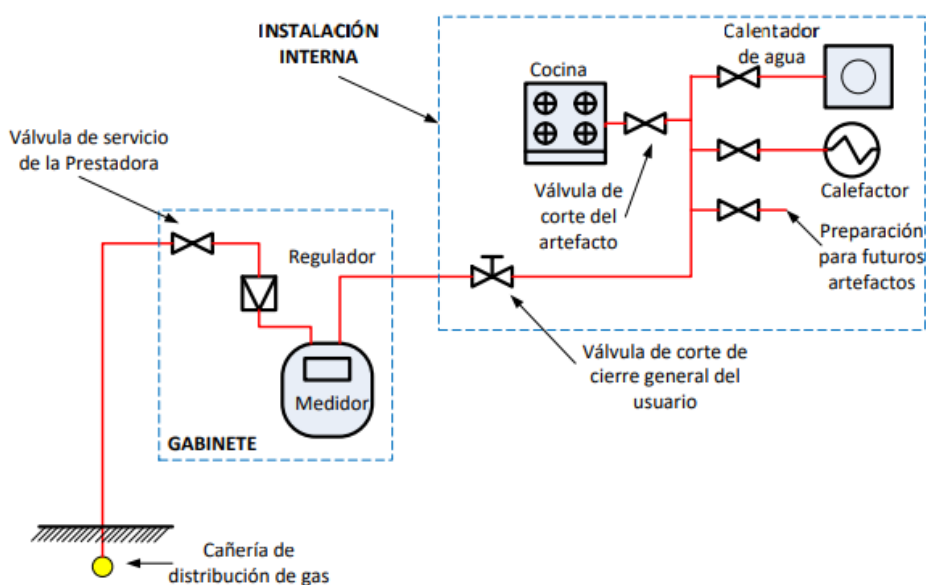 INSTALACIÓN
INTERNA
Calentador
de agua
Cocina
Válvula de servicio
de la Prestadora
Válvula de
corte del
artefacto
Calefactor
Regulador
Preparación
para futuros
artefactos
Medidor
Válvula de corte de
cierre general del
usuario
GABINETE
Cañería de
distribución de gas